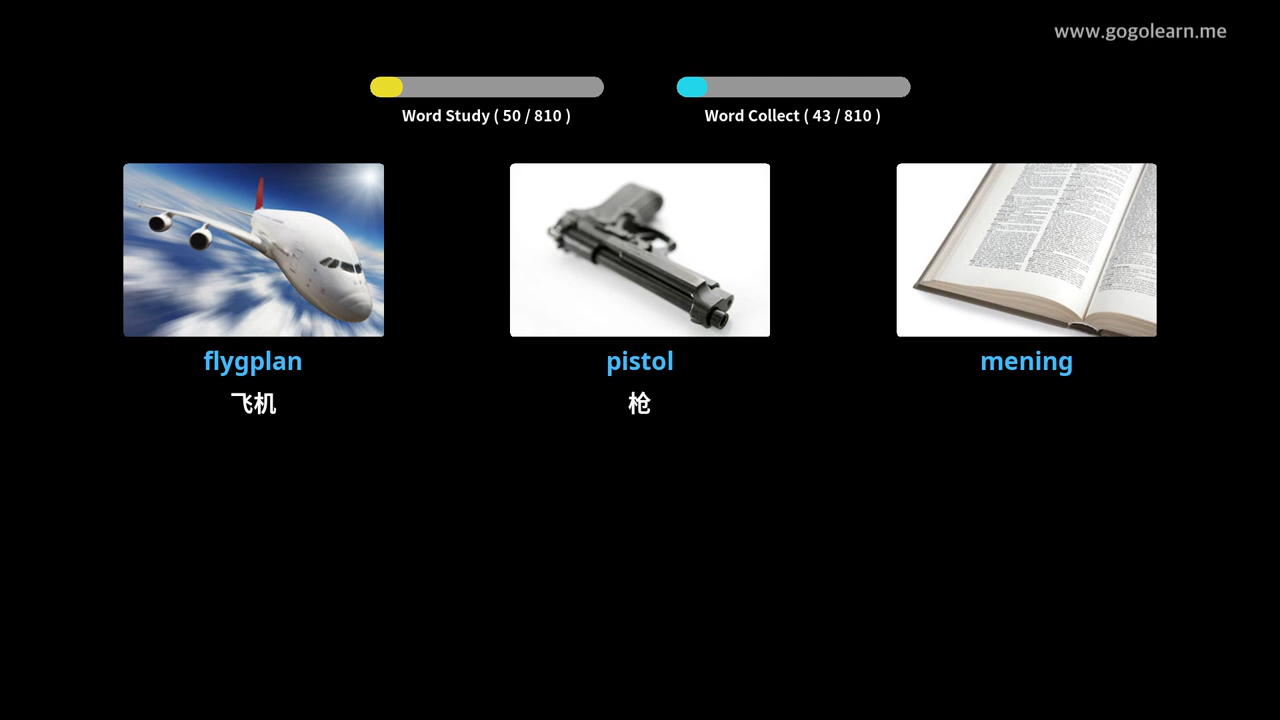 www.gogolearn.me
Word Study ( 50 / 810 )
Word Collect ( 43 / 810 )
flygplan
pistol
mening
飞机
枪